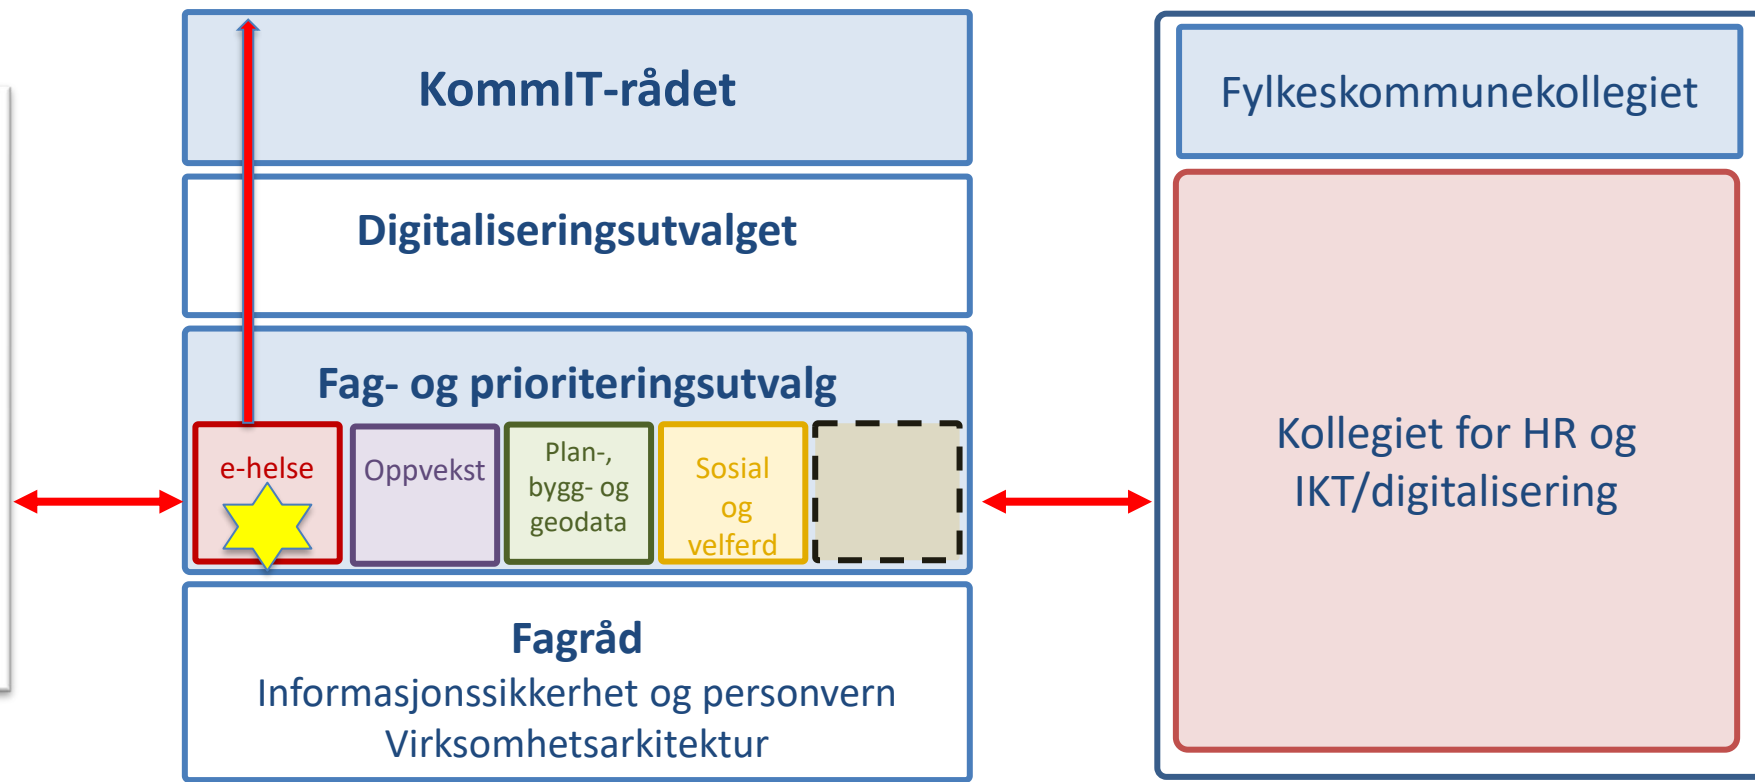 KommIT-rådet
Digitaliseringsutvalget
Fag- og prioriteringsutvalg
e-helse
Oppvekst
Plan-,
bygg- og
geodata
Sosial
og
velferd
Fagråd
Informasjonssikkerhet og personvern
Virksomhetsarkitektur
Fylkeskommunekollegiet
Kollegiet for HR og
IKT/digitalisering